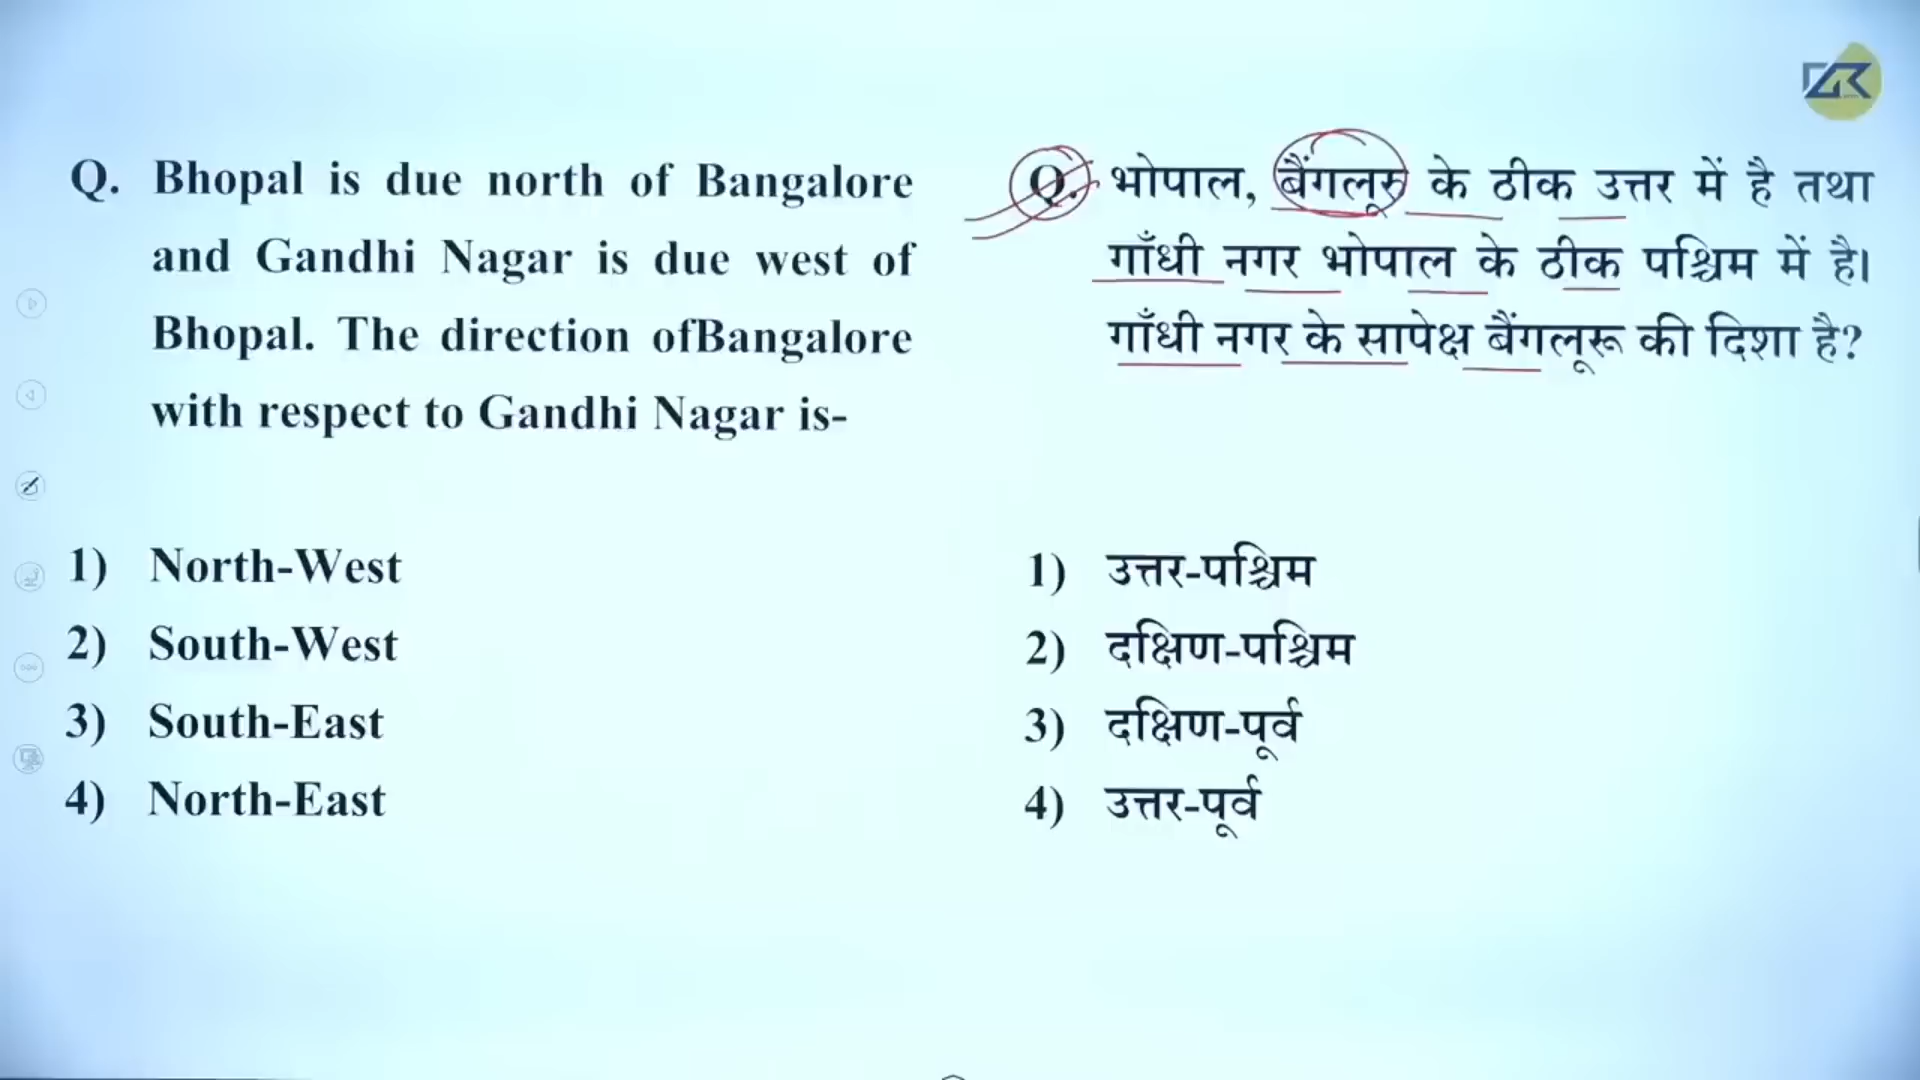 Q. Bhopal is due north of Bangalore
and Gandhi Nagar is due west of
Bhopal. The direction ofBangalore
with respect to Gandhi Nagar is-
1) North-West
2) South-West
3) South-East
4) North-East
Q. भोपाल, बैंगलूरु के ठीक उत्तर में है तथा
गाँधी नगर भोपाल के ठीक पश्चिम में है।
गाँधी नगर के सापेक्ष बैंगलूरू की दिशा है?
1) उत्तर-पश्चिम
2) दक्षिण-पश्चिम
3) दक्षिण-पूर्व
4) उत्तर-पूर्व